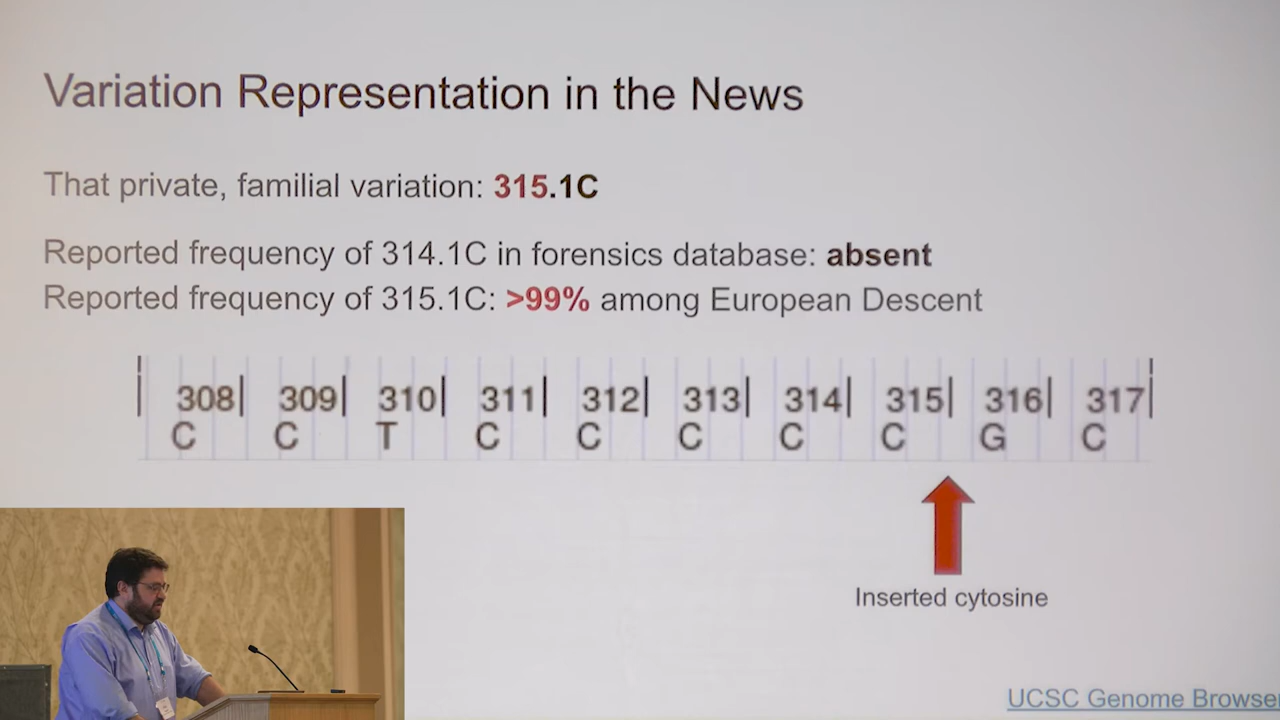 Variation Representation in the News
That private, familial variation: 315.1C
Reported frequency of 314.1C in forensics database: absent
Reported frequency of 315.1C: >99% among European Descent
308| 309| 310| 311| 312| 313| 314| 315| 316| 317|
C C T C C C C C G C
Inserted cytosine
UCSC Genome Browser